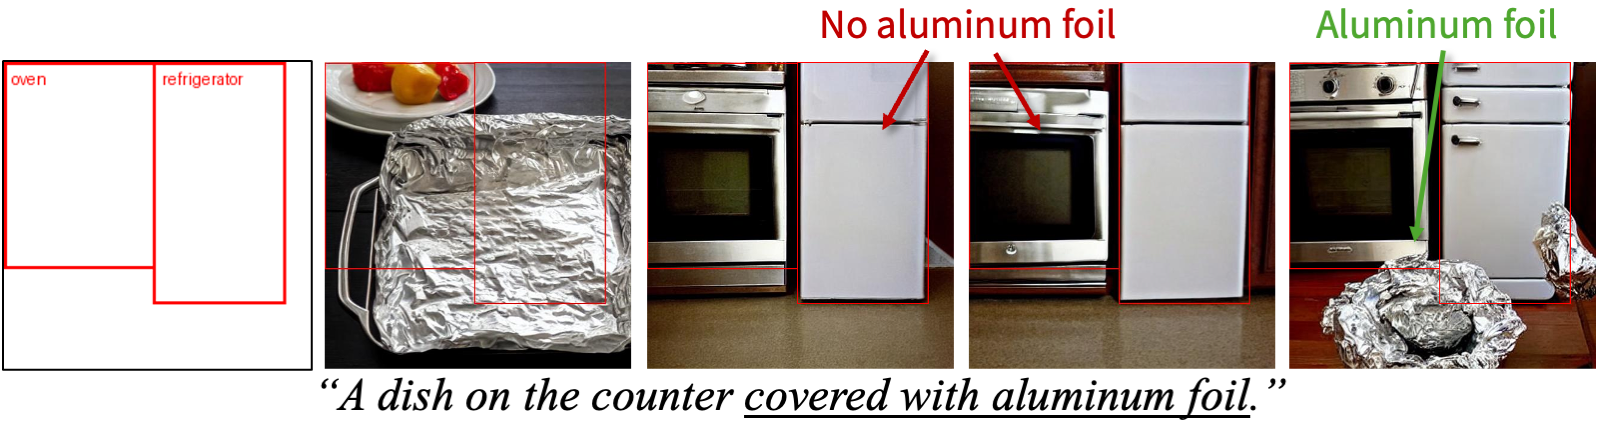 No aluminum foil
Aluminum foil
oven
refrigerator
“A dish on the counter covered with aluminum foil.”